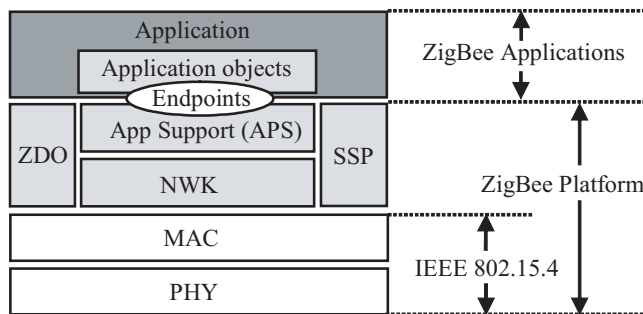 Application
ZigBee Applications
Application objects
Endpoints
App Support (APS)
ZDO
SSP
NWK
ZigBee Platform
MAC
IEEE 802.15.4
PHY